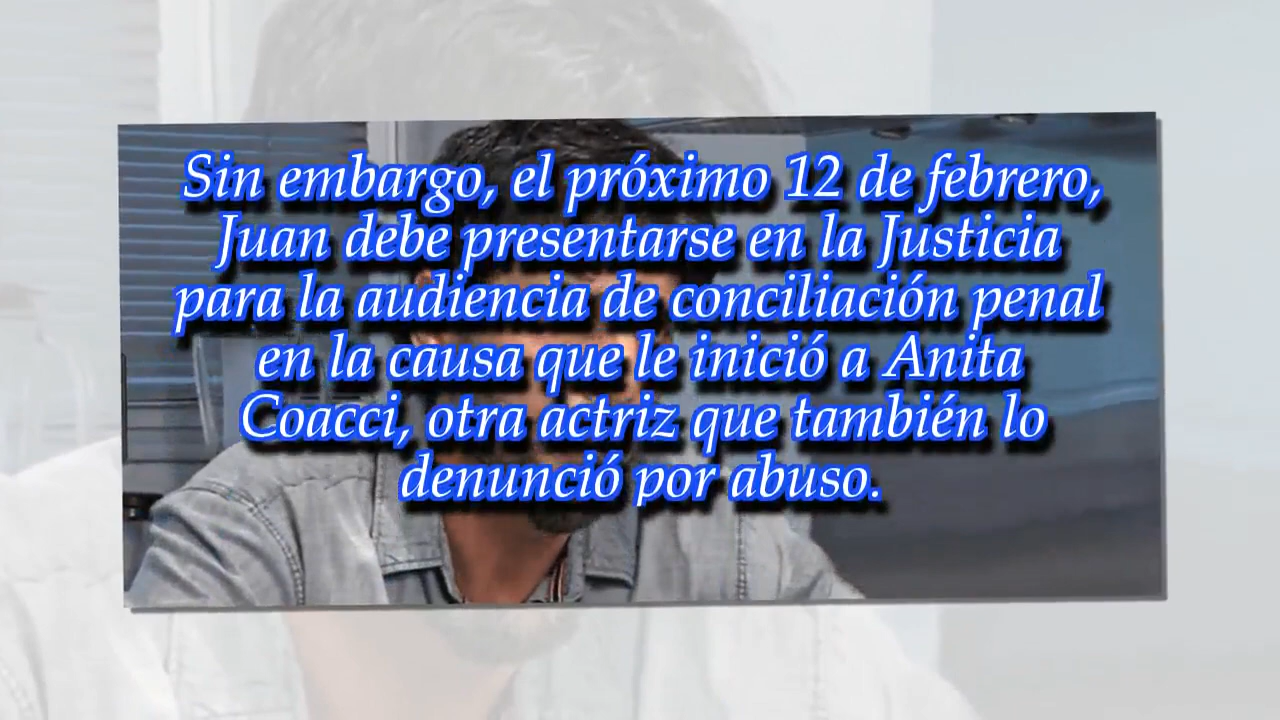 Sin embargo, el próximo 12 de febrero,
Juan debe presentarse en la Justicia
para la audiencia de conciliación penal
en la causa que le inició a Anita
Coacci, otra actriz que también lo
denunció por abuso.